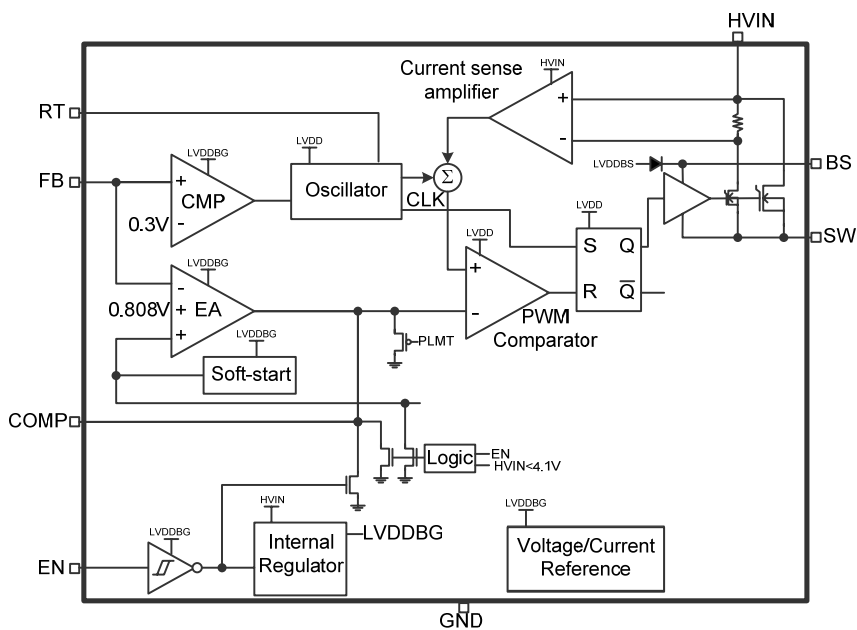 HVIN
Current sense
amplifier
HVIN
+
-
RT
LVDDBG
LVDD
FB
+
CMP
Oscillator
Σ
LVDDBS
BS
0.3V
-
CLK
LVDD
LVDDBG
LVDD
SW
S Q
-
+
0.808V + EA
R Q̅
+
-
PWM
Comparator
LVDDBG
PLMT
Soft-start
COMP
Logic
EN
HVIN<4.1V
HVIN
LVDDBG
LVDDBG
LVDDBG
Internal
Regulator
Voltage/Current
Reference
EN
GND